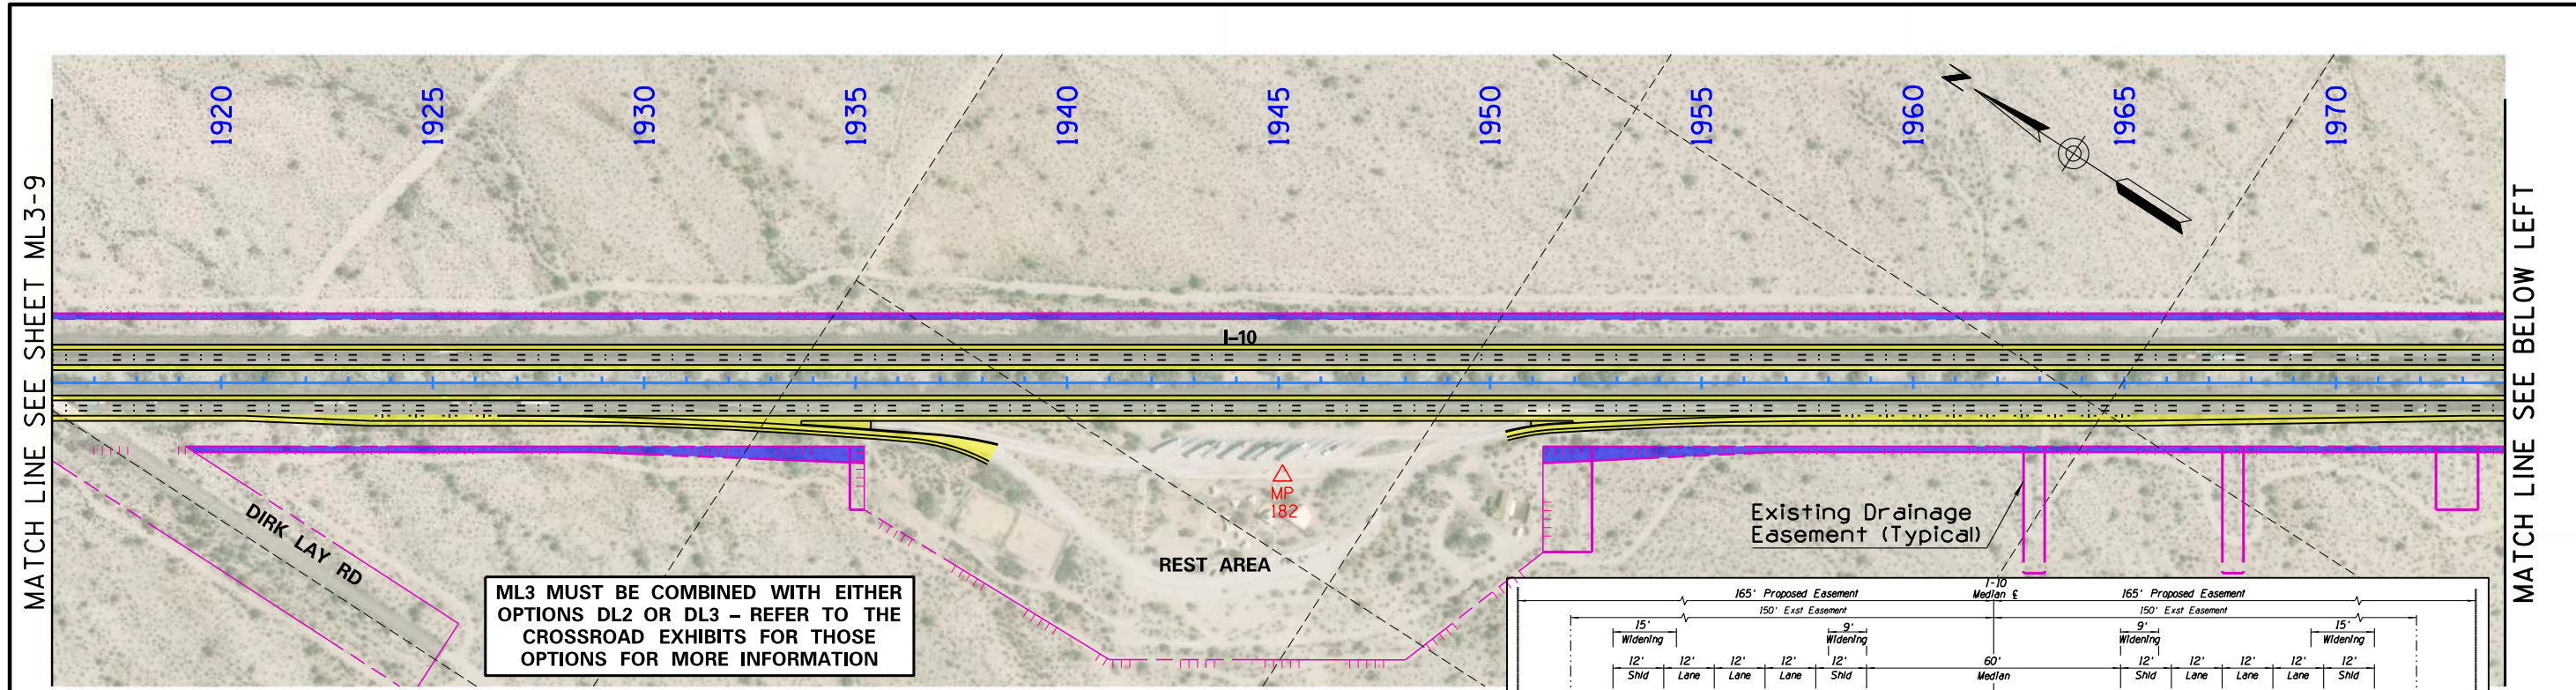 1920 1925 1930 1935 1940 1945 1950 1955 1960 1965 1970
N
MATCH LINE SEE SHEET ML3-9
MATCH LINE SEE BELOW LEFT
I-10
MP
182
DIRK LAY RD
REST AREA
Existing Drainage
Easement (Typical)
ML3 MUST BE COMBINED WITH EITHER
OPTIONS DL2 OR DL3 – REFER TO THE
CROSSROAD EXHIBITS FOR THOSE
OPTIONS FOR MORE INFORMATION
I-10
165' Proposed Easement Median ℄ 165' Proposed Easement
150' Exst Easement 150' Exst Easement
15' 9' 9' 15'
Widening Widening Widening Widening
12' 12' 12' 12' 12' 60' 12' 12' 12' 12' 12'
Shld Lane Lane Lane Shld Median Shld Lane Lane Lane Shld